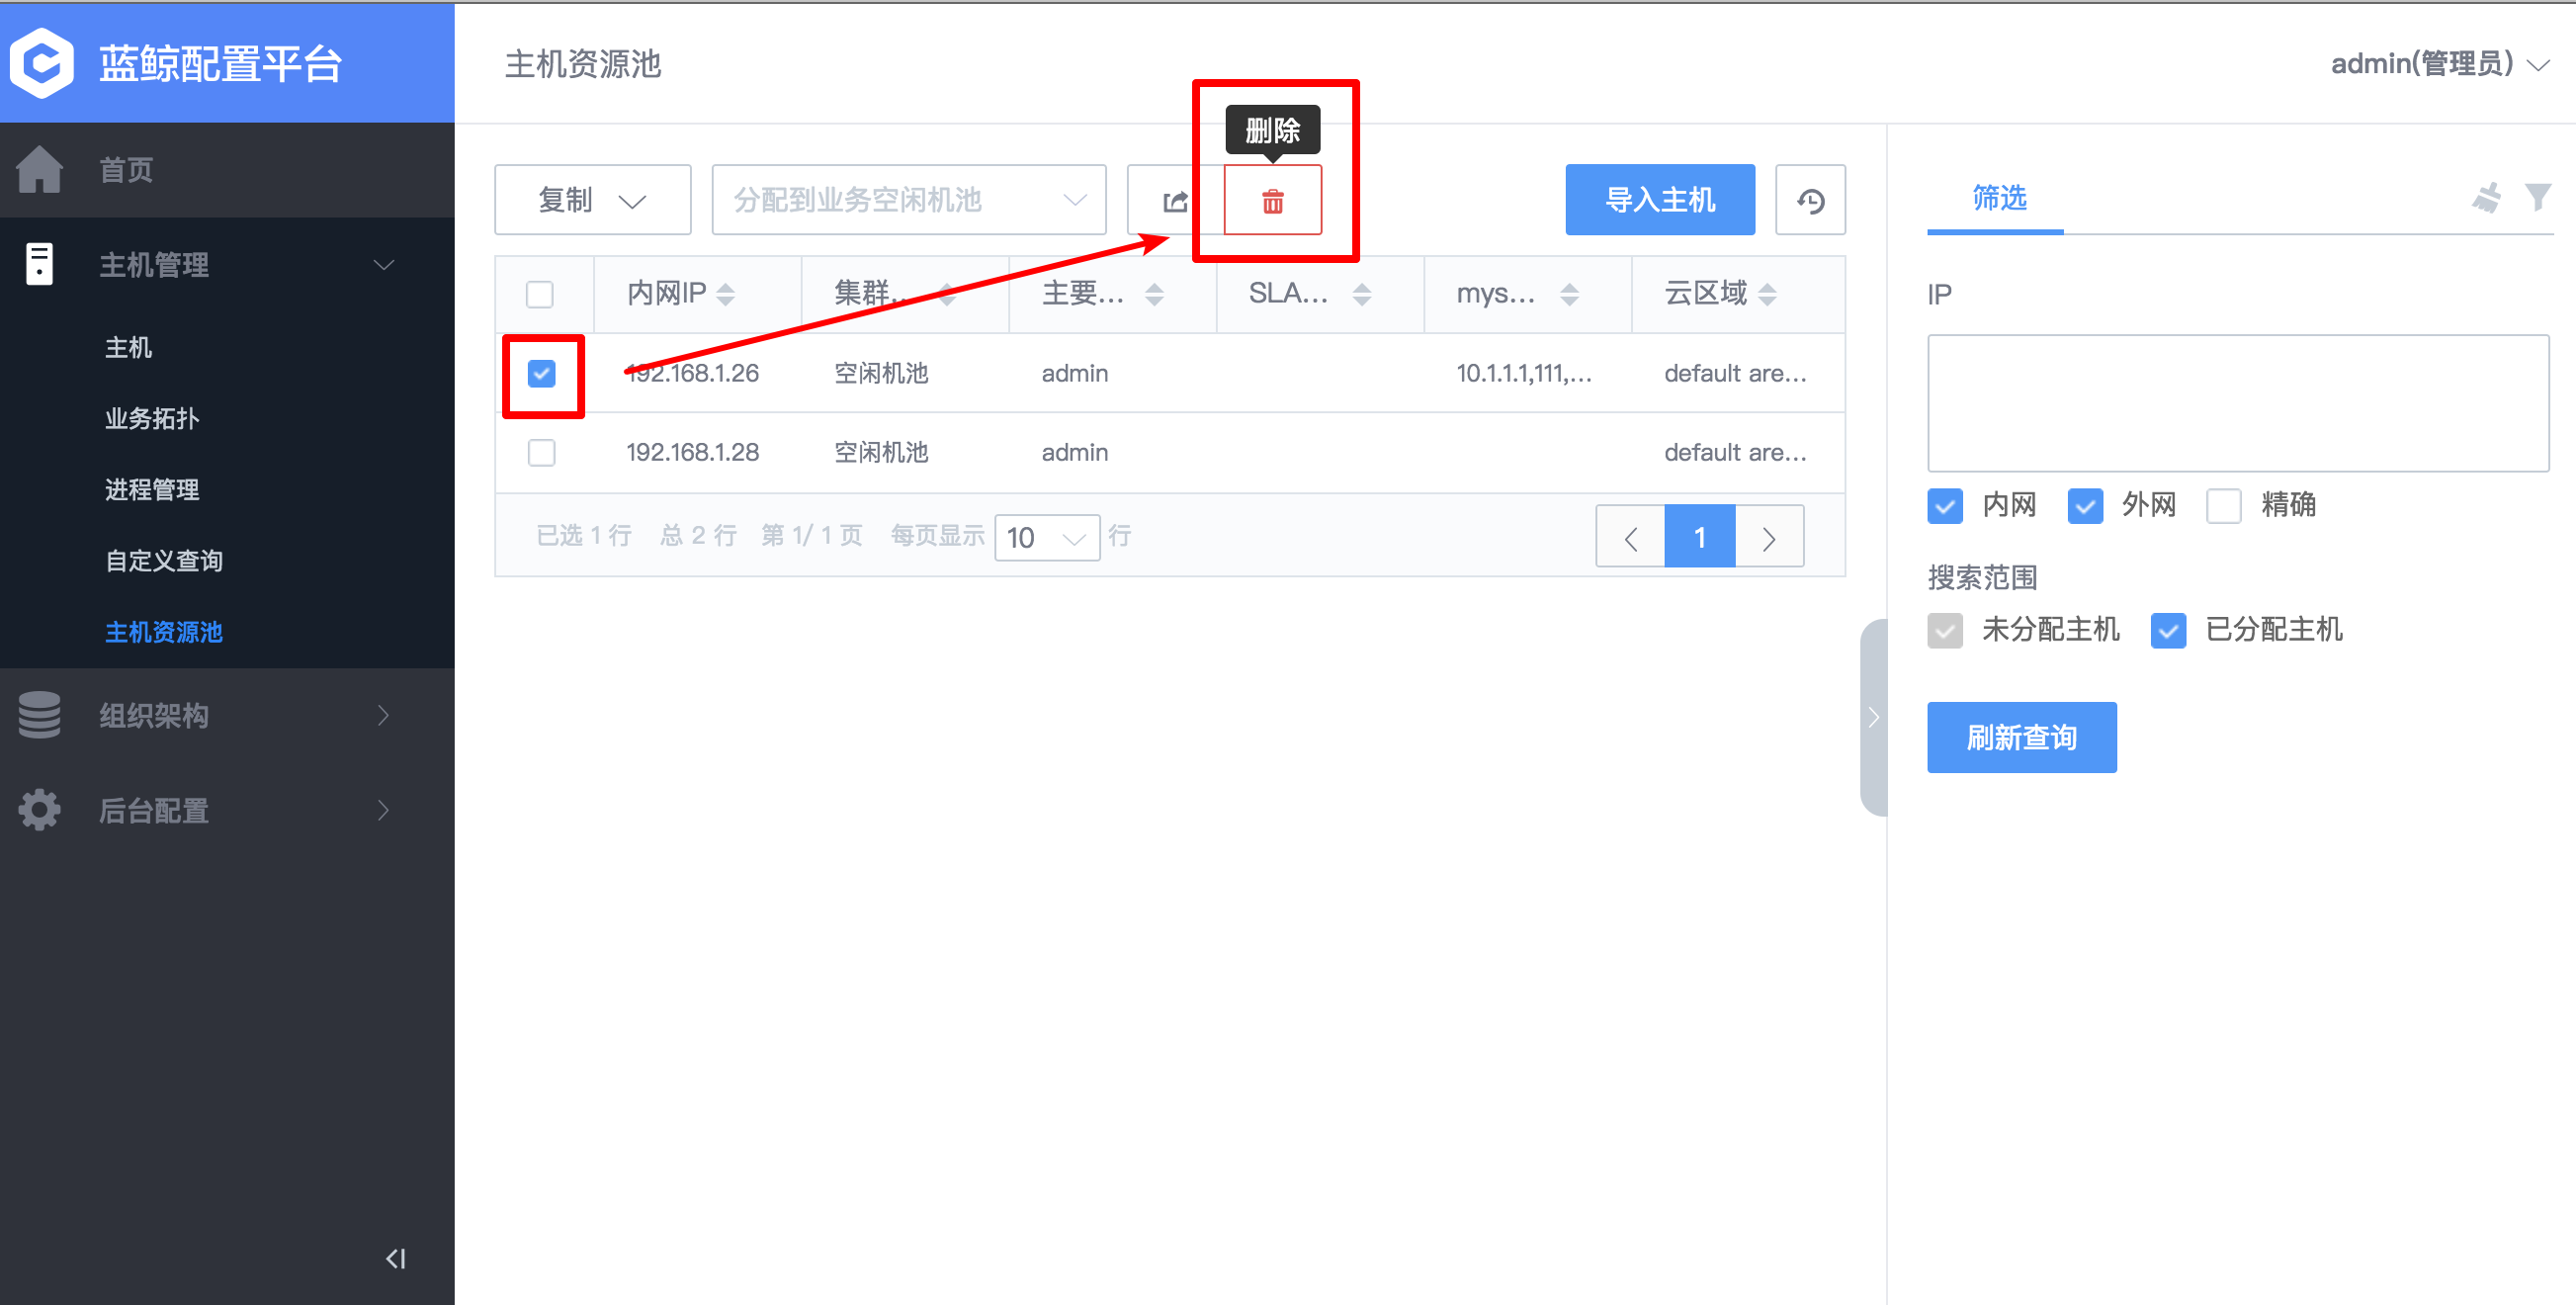 蓝鲸配置平台
首页
主机管理
主机
业务拓扑
进程管理
自定义查询
主机资源池
组织架构
后台配置
主机资源池
admin(管理员)
删除
复制
分配到业务空闲机池
导入主机
内网IP 集群... 主要... SLA... mys... 云区域
192.168.1.26 空闲机池 admin 10.1.1.1,111,... default are...
192.168.1.28 空闲机池 admin default are...
已选 1 行 总 2 行 第 1/ 1 页 每页显示 10 行
1
筛选
IP
内网 外网 精确
搜索范围
未分配主机 已分配主机
刷新查询